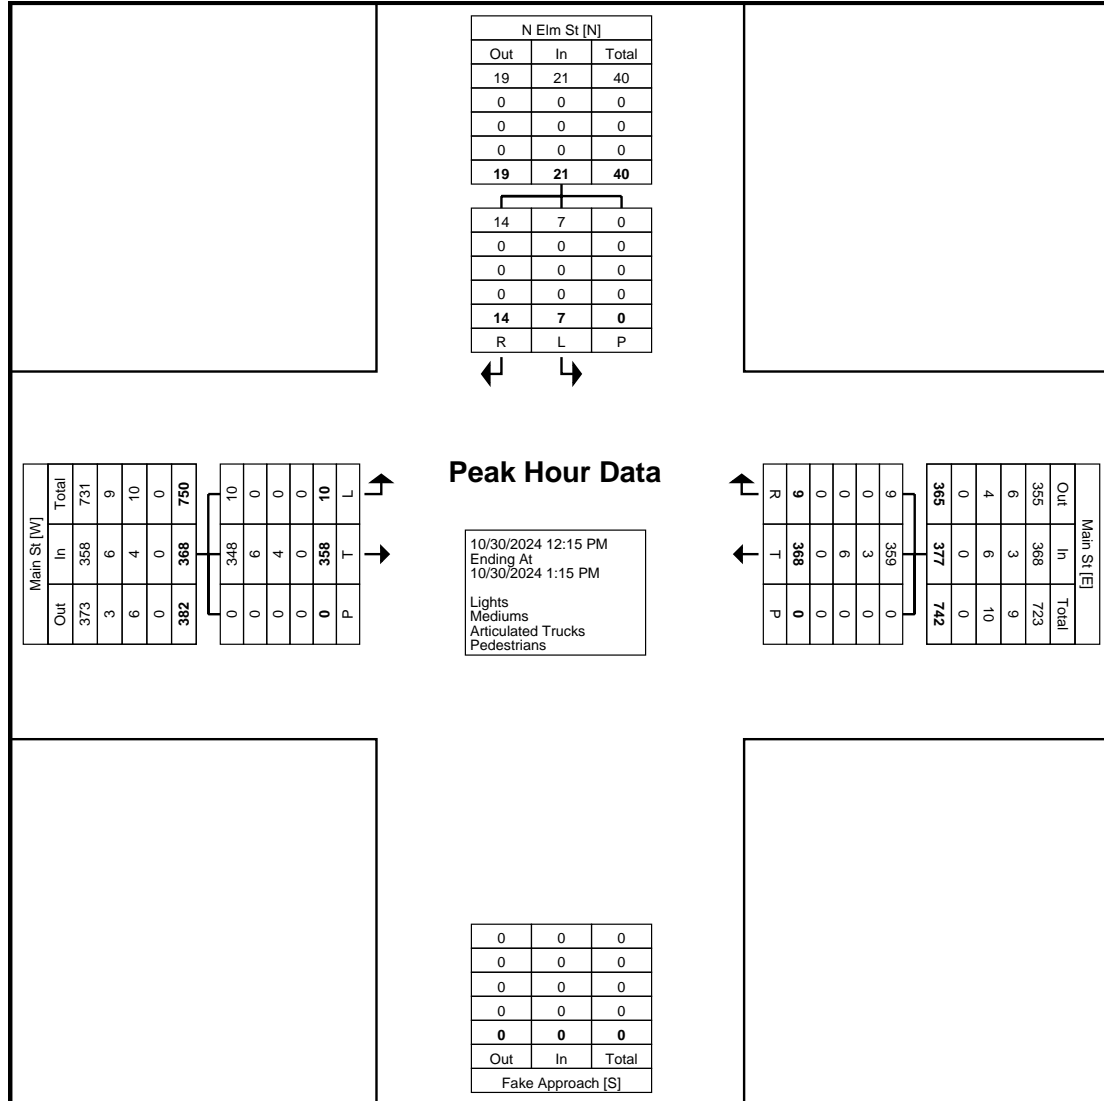 N Elm St [N]
Out In Total
19 21 40
0 0 0
0 0 0
0 0 0
19 21 40
14 7 0
0 0 0
0 0 0
0 0 0
14 7 0
R L P
Main St [W]
Total In Out
731 358 373
9 6 3
10 4 6
0 0 0
750 368 382
10 348 0
0 6 0
0 4 0
0 0 0
10 358 0
L T P
Peak Hour Data
10/30/2024 12:15 PM
Ending At
10/30/2024 1:15 PM
Lights
Mediums
Articulated Trucks
Pedestrians
Main St [E]
Out In Total
355 368 723
6 3 9
4 6 10
0 0 0
365 377 742
9 359 0
0 3 0
0 6 0
0 0 0
9 368 0
R T P
0 0 0
0 0 0
0 0 0
0 0 0
0 0 0
Out In Total
Fake Approach [S]